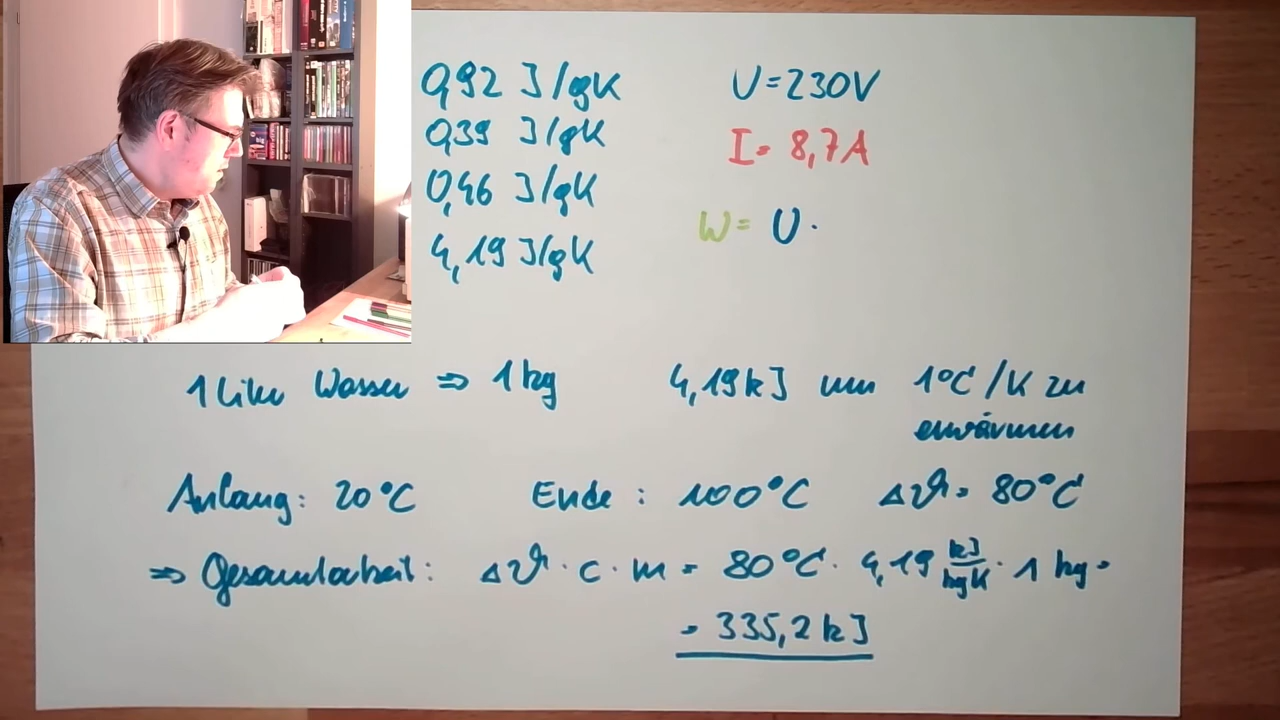 0,92 J/gK
0,39 J/gK
0,46 J/gK
4,19 J/gK
U=230V
I= 8,7A
W= U·
1 Liter Wasser ⇒ 1 kg
4,19 kJ um 1°C/K zu
erwärmen
Anfang: 20°C Ende: 100°C Δϑ= 80°C
⇒ Gesamtarbeit: Δϑ · c · m = 80°C · 4,19 kJ/kgK · 1 kg =
= 335,2 kJ